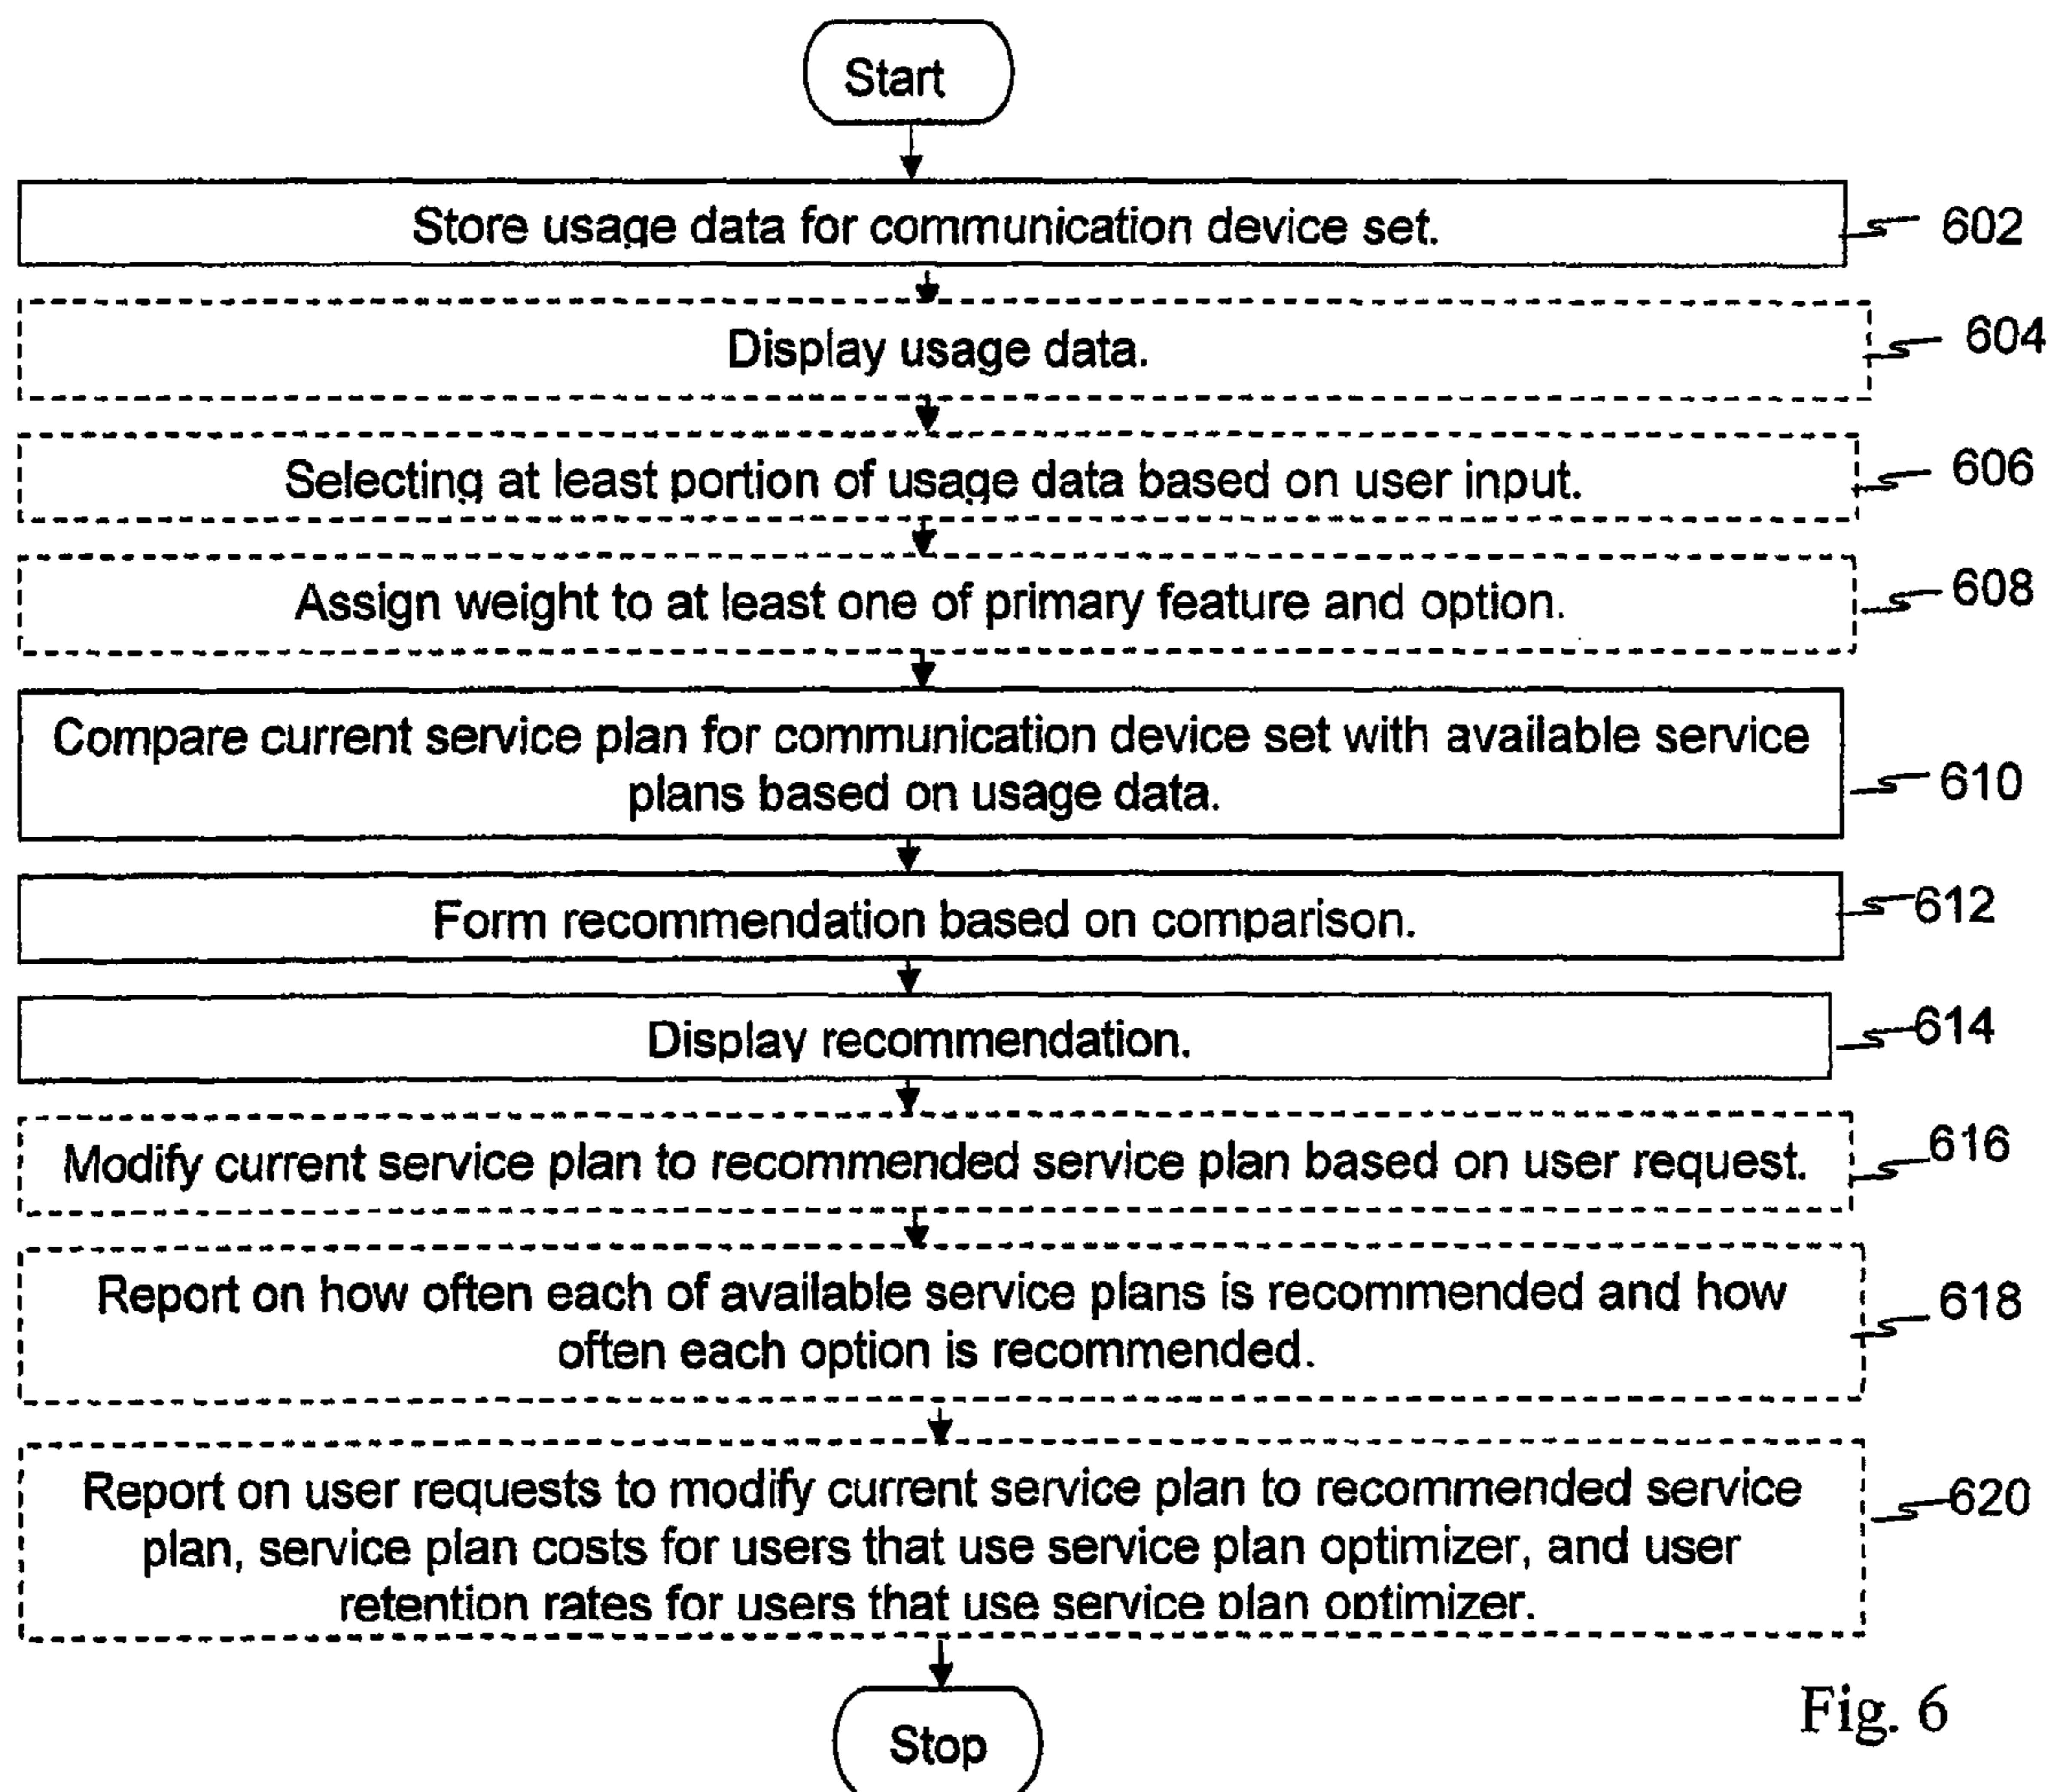 Start
Store usage data for communication device set.
602
Display usage data.
604
Selecting at least portion of usage data based on user input.
606
Assign weight to at least one of primary feature and option.
608
Compare current service plan for communication device set with available service
plans based on usage data.
610
Form recommendation based on comparison.
612
Display recommendation.
614
Modify current service plan to recommended service plan based on user request.
616
Report on how often each of available service plans is recommended and how
often each option is recommended.
618
Report on user requests to modify current service plan to recommended service
plan, service plan costs for users that use service plan optimizer, and user
retention rates for users that use service plan optimizer.
620
Stop
Fig. 6